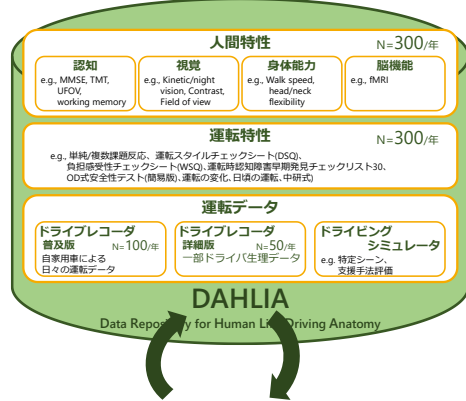 人間特性 N=300/年
認知
e.g., MMSE, TMT,
UFOV,
working memory
視覚
e.g., Kinetic/night
vision, Contrast,
Field of view
身体能力
e.g., Walk speed,
head/neck
flexibility
脳機能
e.g., fMRI
運転特性 N=300/年
e.g., 単純/複数課題反応、運転スタイルチェックシート(DSQ)、
負担感受性チェックシート(WSQ)、運転時認知障害早期発見チェックリスト30、
OD式安全性テスト(簡易版)、運転の変化、日頃の運転、中研式)
運転データ
ドライブレコーダ
普及版 N=100/年
自家用車による
日々の運転データ
ドライブレコーダ
詳細版 N=50/年
一部ドライバ生理データ
ドライビング
シミュレータ
e.g. 特定シーン、
支援手法評価
DAHLIA
Data Repository for Human Driving Anatomy